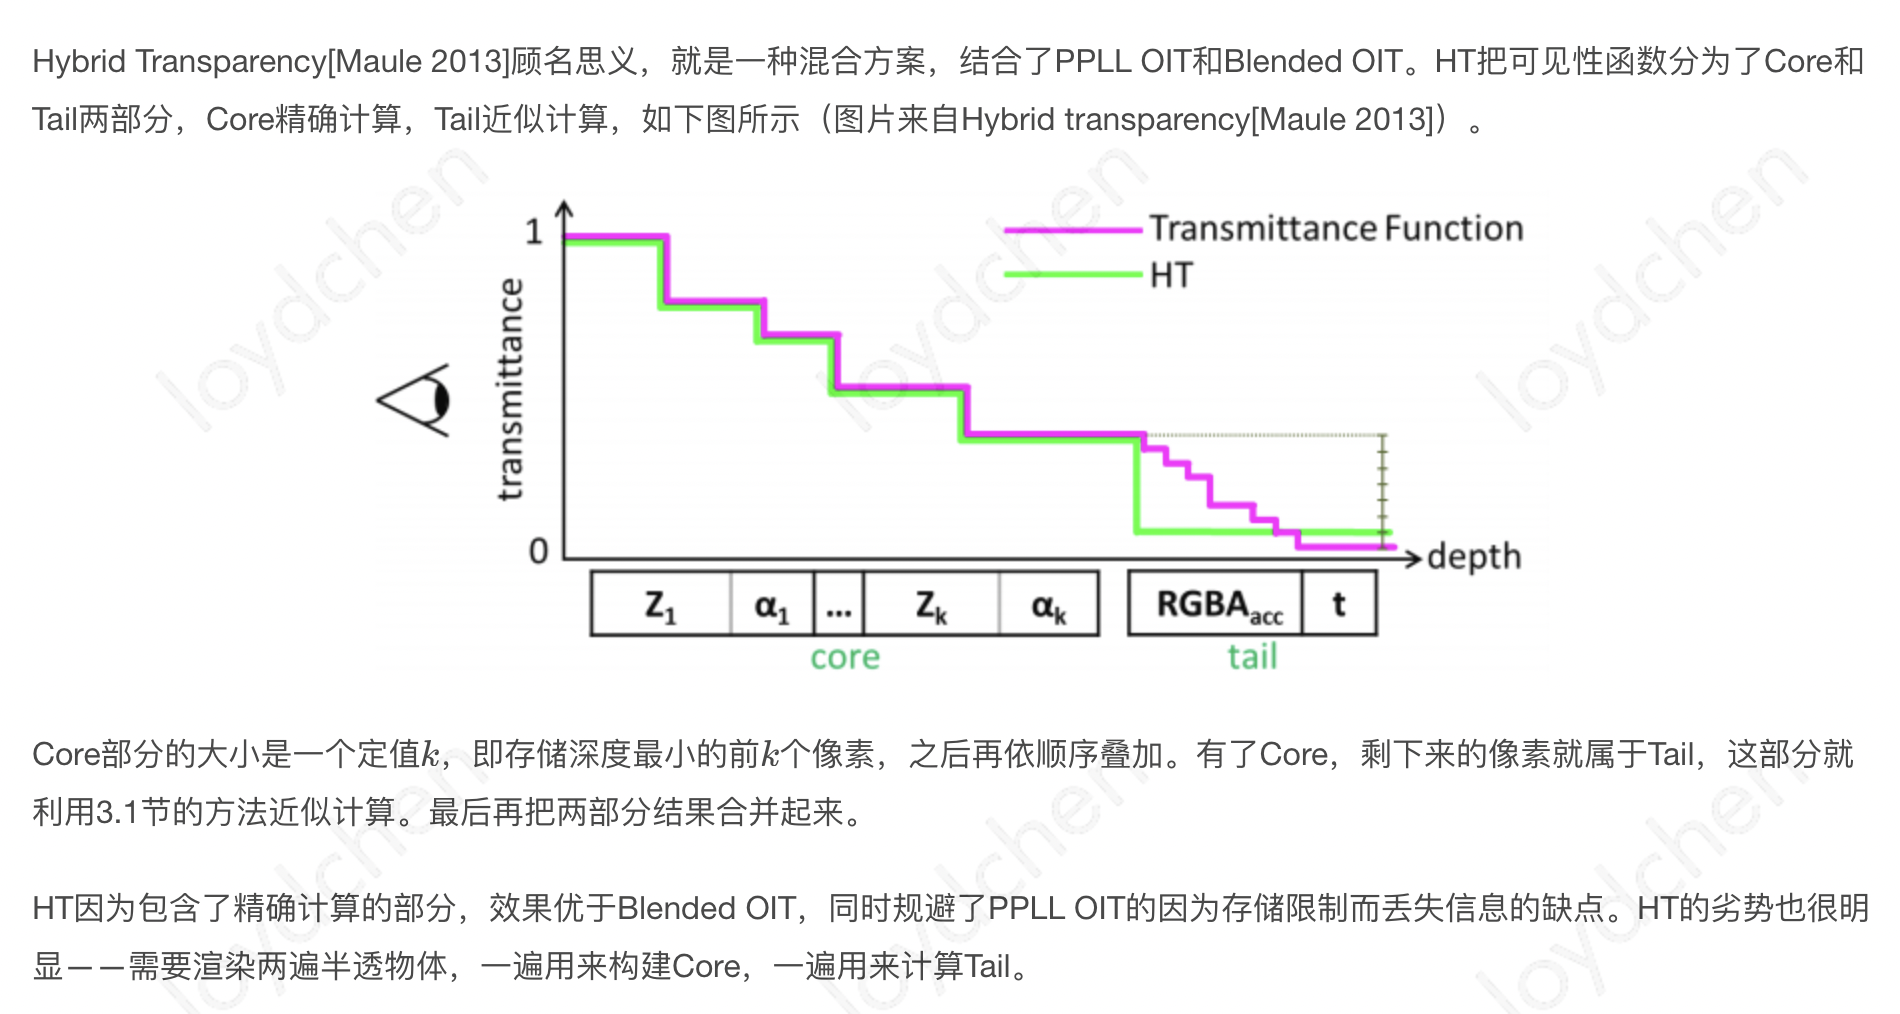 Hybrid Transparency[Maule 2013]顾名思义，就是一种混合方案，结合了PPLL OIT和Blended OIT。HT把可见性函数分为了Core和
Tail两部分，Core精确计算，Tail近似计算，如下图所示（图片来自Hybrid transparency[Maule 2013]）。
loydchen loydchen loydchen
1
Transmittance Function
HT
transmittance
0
depth
Z1 α1 ... Zk αk
RGBAacc t
core
tail
Core部分的大小是一个定值k，即存储深度最小的前k个像素，之后再依顺序叠加。有了Core，剩下来的像素就属于Tail，这部分就
利用3.1节的方法近似计算。最后再把两部分结果合并起来。
loydchen loydchen loydchen
HT因为包含了精确计算的部分，效果优于Blended OIT，同时规避了PPLL OIT的因为存储限制而丢失信息的缺点。HT的劣势也很明
显——需要渲染两遍半透物体，一遍用来构建Core，一遍用来计算Tail。